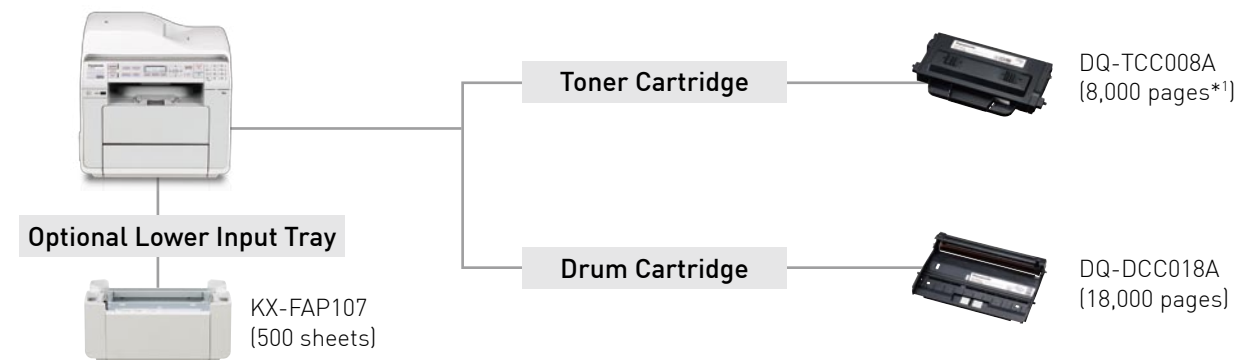 Toner Cartridge
DQ-TCC008A
(8,000 pages*1)
Optional Lower Input Tray
KX-FAP107
(500 sheets)
Drum Cartridge
DQ-DCC018A
(18,000 pages)